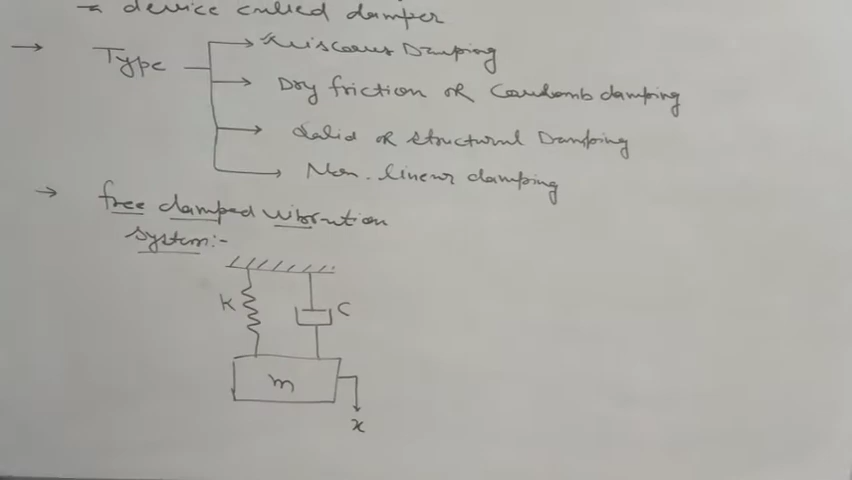 → a device called damper
→ Type → Viscous Damping
→ Dry friction OR Coulomb damping
→ Solid OR Structural Damping
→ Non-linear damping
→ free damped vibration
system:-
K C
m
x